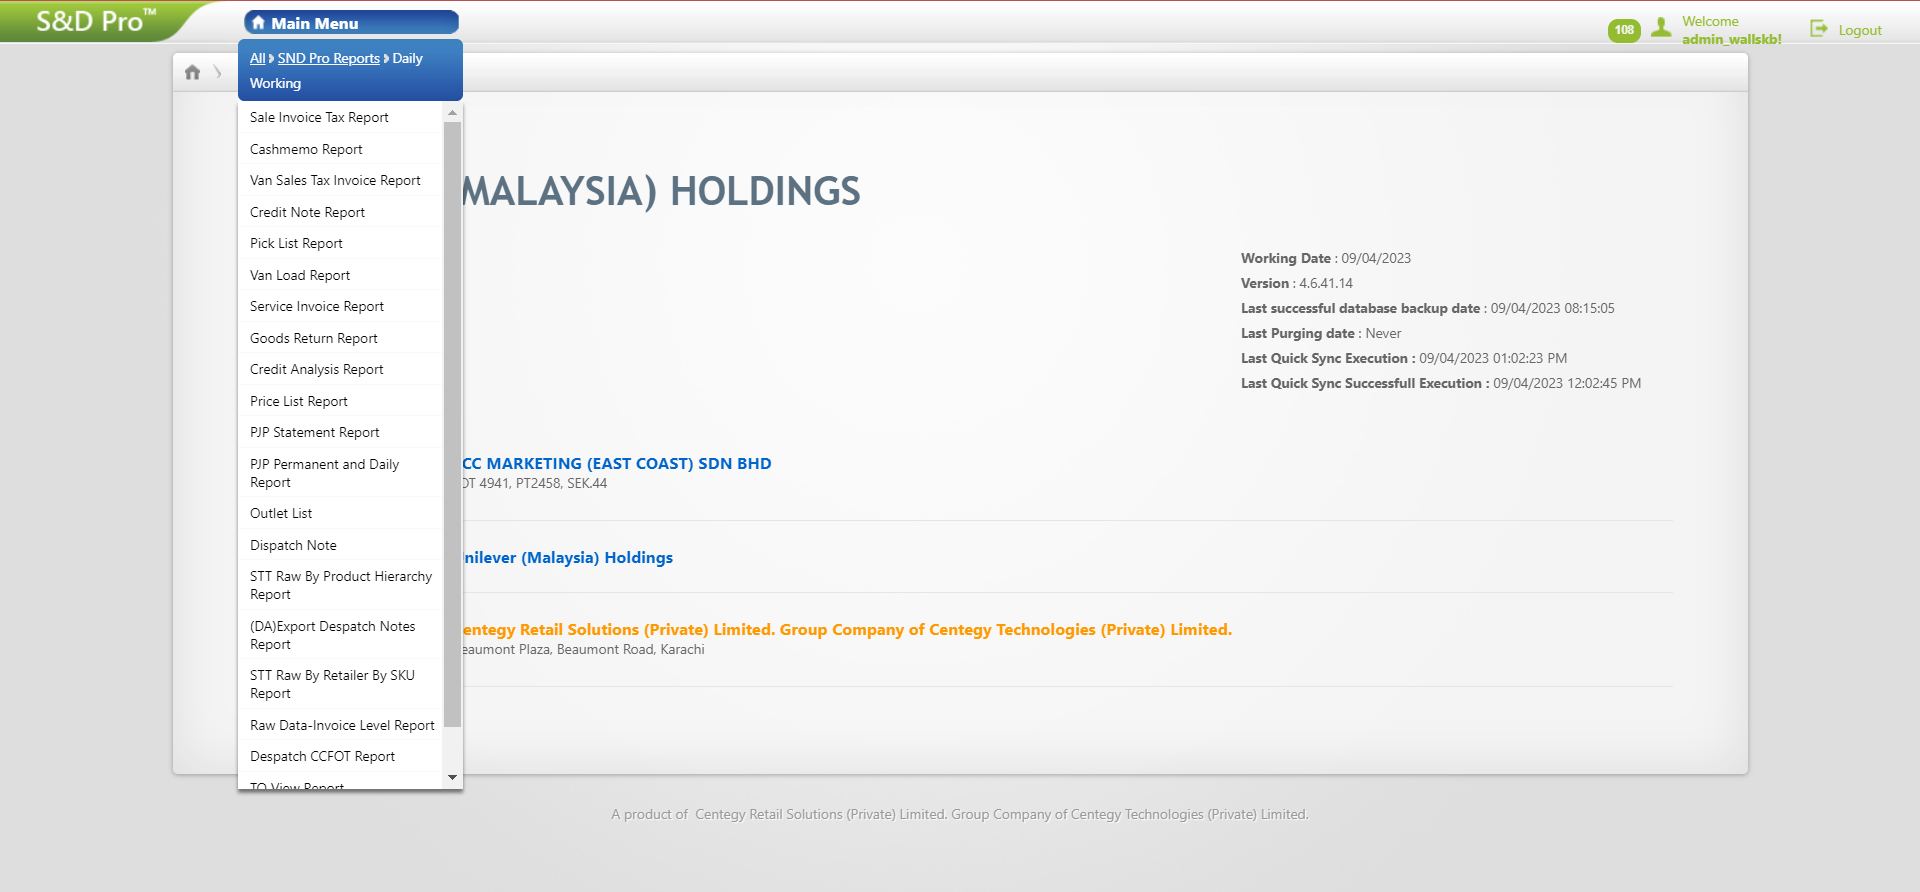 S&D Pro™
Main Menu
108
Welcome
admin_wallskb!
Logout
All SND Pro Reports Daily
Working
Sale Invoice Tax Report
Cashmemo Report
Van Sales Tax Invoice Report
Credit Note Report
Pick List Report
Van Load Report
Service Invoice Report
Goods Return Report
Credit Analysis Report
Price List Report
PJP Statement Report
PJP Permanent and Daily
Report
Outlet List
Dispatch Note
STT Raw By Product Hierarchy
Report
(DA)Export Despatch Notes
Report
STT Raw By Retailer By SKU
Report
Raw Data-Invoice Level Report
Despatch CCFOT Report
TO View Report
MALAYSIA) HOLDINGS
Working Date : 09/04/2023
Version : 4.6.41.14
Last successful database backup date : 09/04/2023 08:15:05
Last Purging date : Never
Last Quick Sync Execution : 09/04/2023 01:02:23 PM
Last Quick Sync Successfull Execution : 09/04/2023 12:02:45 PM
CC MARKETING (EAST COAST) SDN BHD
OT 4941, PT2458, SEK.44
nilever (Malaysia) Holdings
entegy Retail Solutions (Private) Limited. Group Company of Centegy Technologies (Private) Limited.
eaumont Plaza, Beaumont Road, Karachi
A product of Centegy Retail Solutions (Private) Limited. Group Company of Centegy Technologies (Private) Limited.